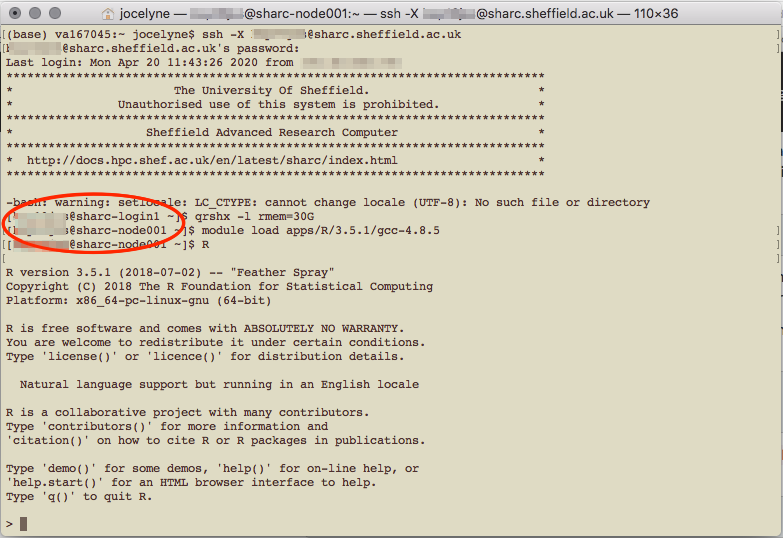 jocelyne — @sharc-node001:~ — ssh -X @sharc.sheffield.ac.uk — 110×36
[(base) va167045:~ jocelyne$ ssh -X @sharc.sheffield.ac.uk ]
[ @sharc.sheffield.ac.uk's password: ]
Last login: Mon Apr 20 11:43:26 2020 from
*****************************************************************************
* The University Of Sheffield. *
* Unauthorised use of this system is prohibited. *
*****************************************************************************
* Sheffield Advanced Research Computer *
*****************************************************************************
* http://docs.hpc.shef.ac.uk/en/latest/sharc/index.html *
*****************************************************************************
-bash: warning: setlocale: LC_CTYPE: cannot change locale (UTF-8): No such file or directory
[[ @sharc-login1 ~]$ qrshx -l rmem=30G ]
[[ @sharc-node001 ~]$ module load apps/R/3.5.1/gcc-4.8.5 ]
[[ @sharc-node001 ~]$ R ]
[ ]
R version 3.5.1 (2018-07-02) -- "Feather Spray"
Copyright (C) 2018 The R Foundation for Statistical Computing
Platform: x86_64-pc-linux-gnu (64-bit)
R is free software and comes with ABSOLUTELY NO WARRANTY.
You are welcome to redistribute it under certain conditions.
Type 'license()' or 'licence()' for distribution details.
Natural language support but running in an English locale
R is a collaborative project with many contributors.
Type 'contributors()' for more information and
'citation()' on how to cite R or R packages in publications.
Type 'demo()' for some demos, 'help()' for on-line help, or
'help.start()' for an HTML browser interface to help.
Type 'q()' to quit R.
>